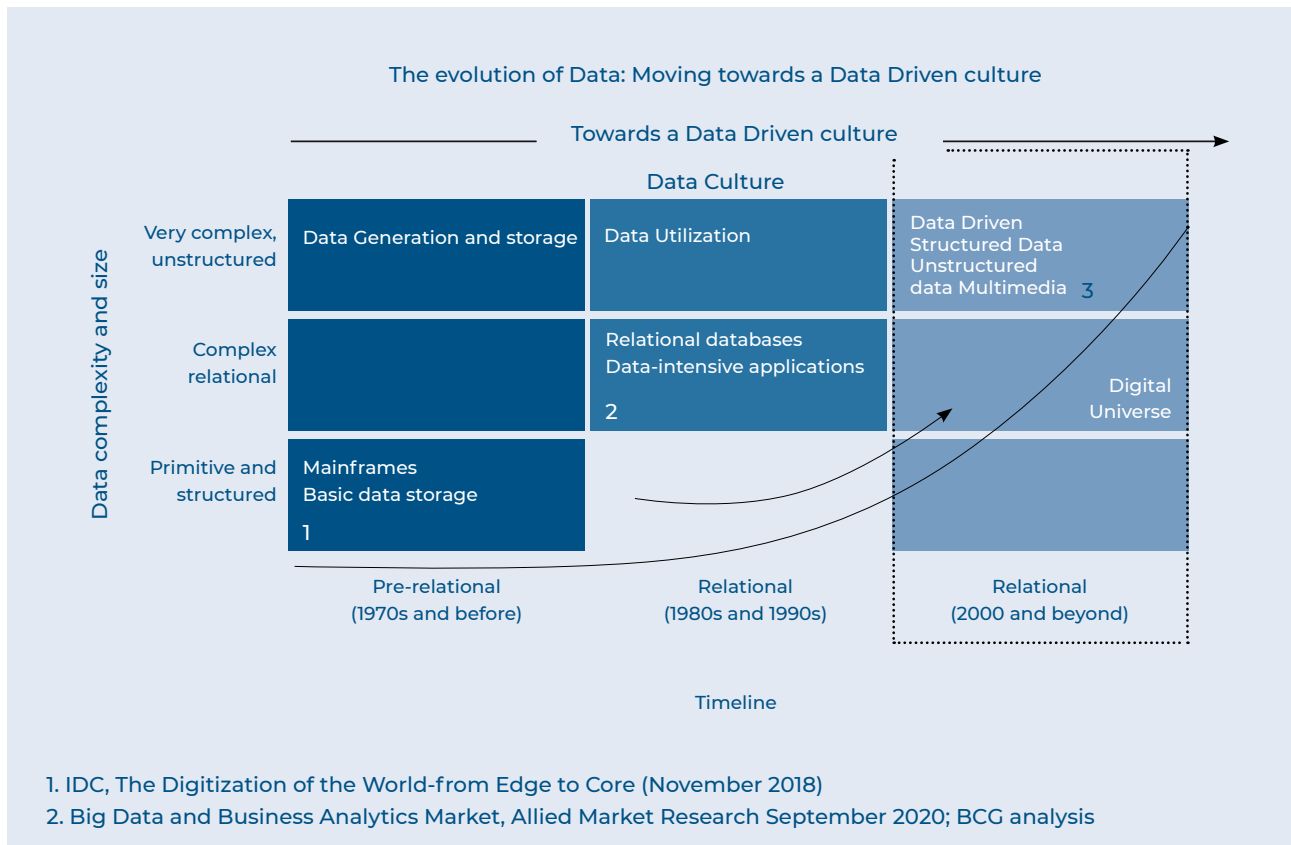 The evolution of Data: Moving towards a Data Driven culture
Towards a Data Driven culture
Data Culture
Data complexity and size
Very complex,
unstructured
Data Generation and storage
Data Utilization
Data Driven
Structured Data
Unstructured
data Multimedia 3
Complex
relational
Relational databases
Data-intensive applications
2
Digital
Universe
Primitive and
structured
Mainframes
Basic data storage
1
Pre-relational
(1970s and before)
Relational
(1980s and 1990s)
Relational
(2000 and beyond)
Timeline
1. IDC, The Digitization of the World-from Edge to Core (November 2018)
2. Big Data and Business Analytics Market, Allied Market Research September 2020; BCG analysis